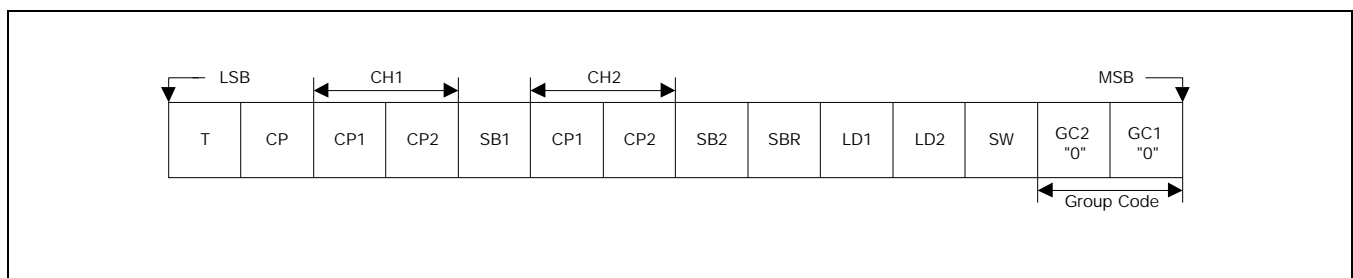 LSB CH1 CH2 MSB
T CP CP1 CP2 SB1 CP1 CP2 SB2 SBR LD1 LD2 SW GC2 "0" GC1 "0"
Group Code